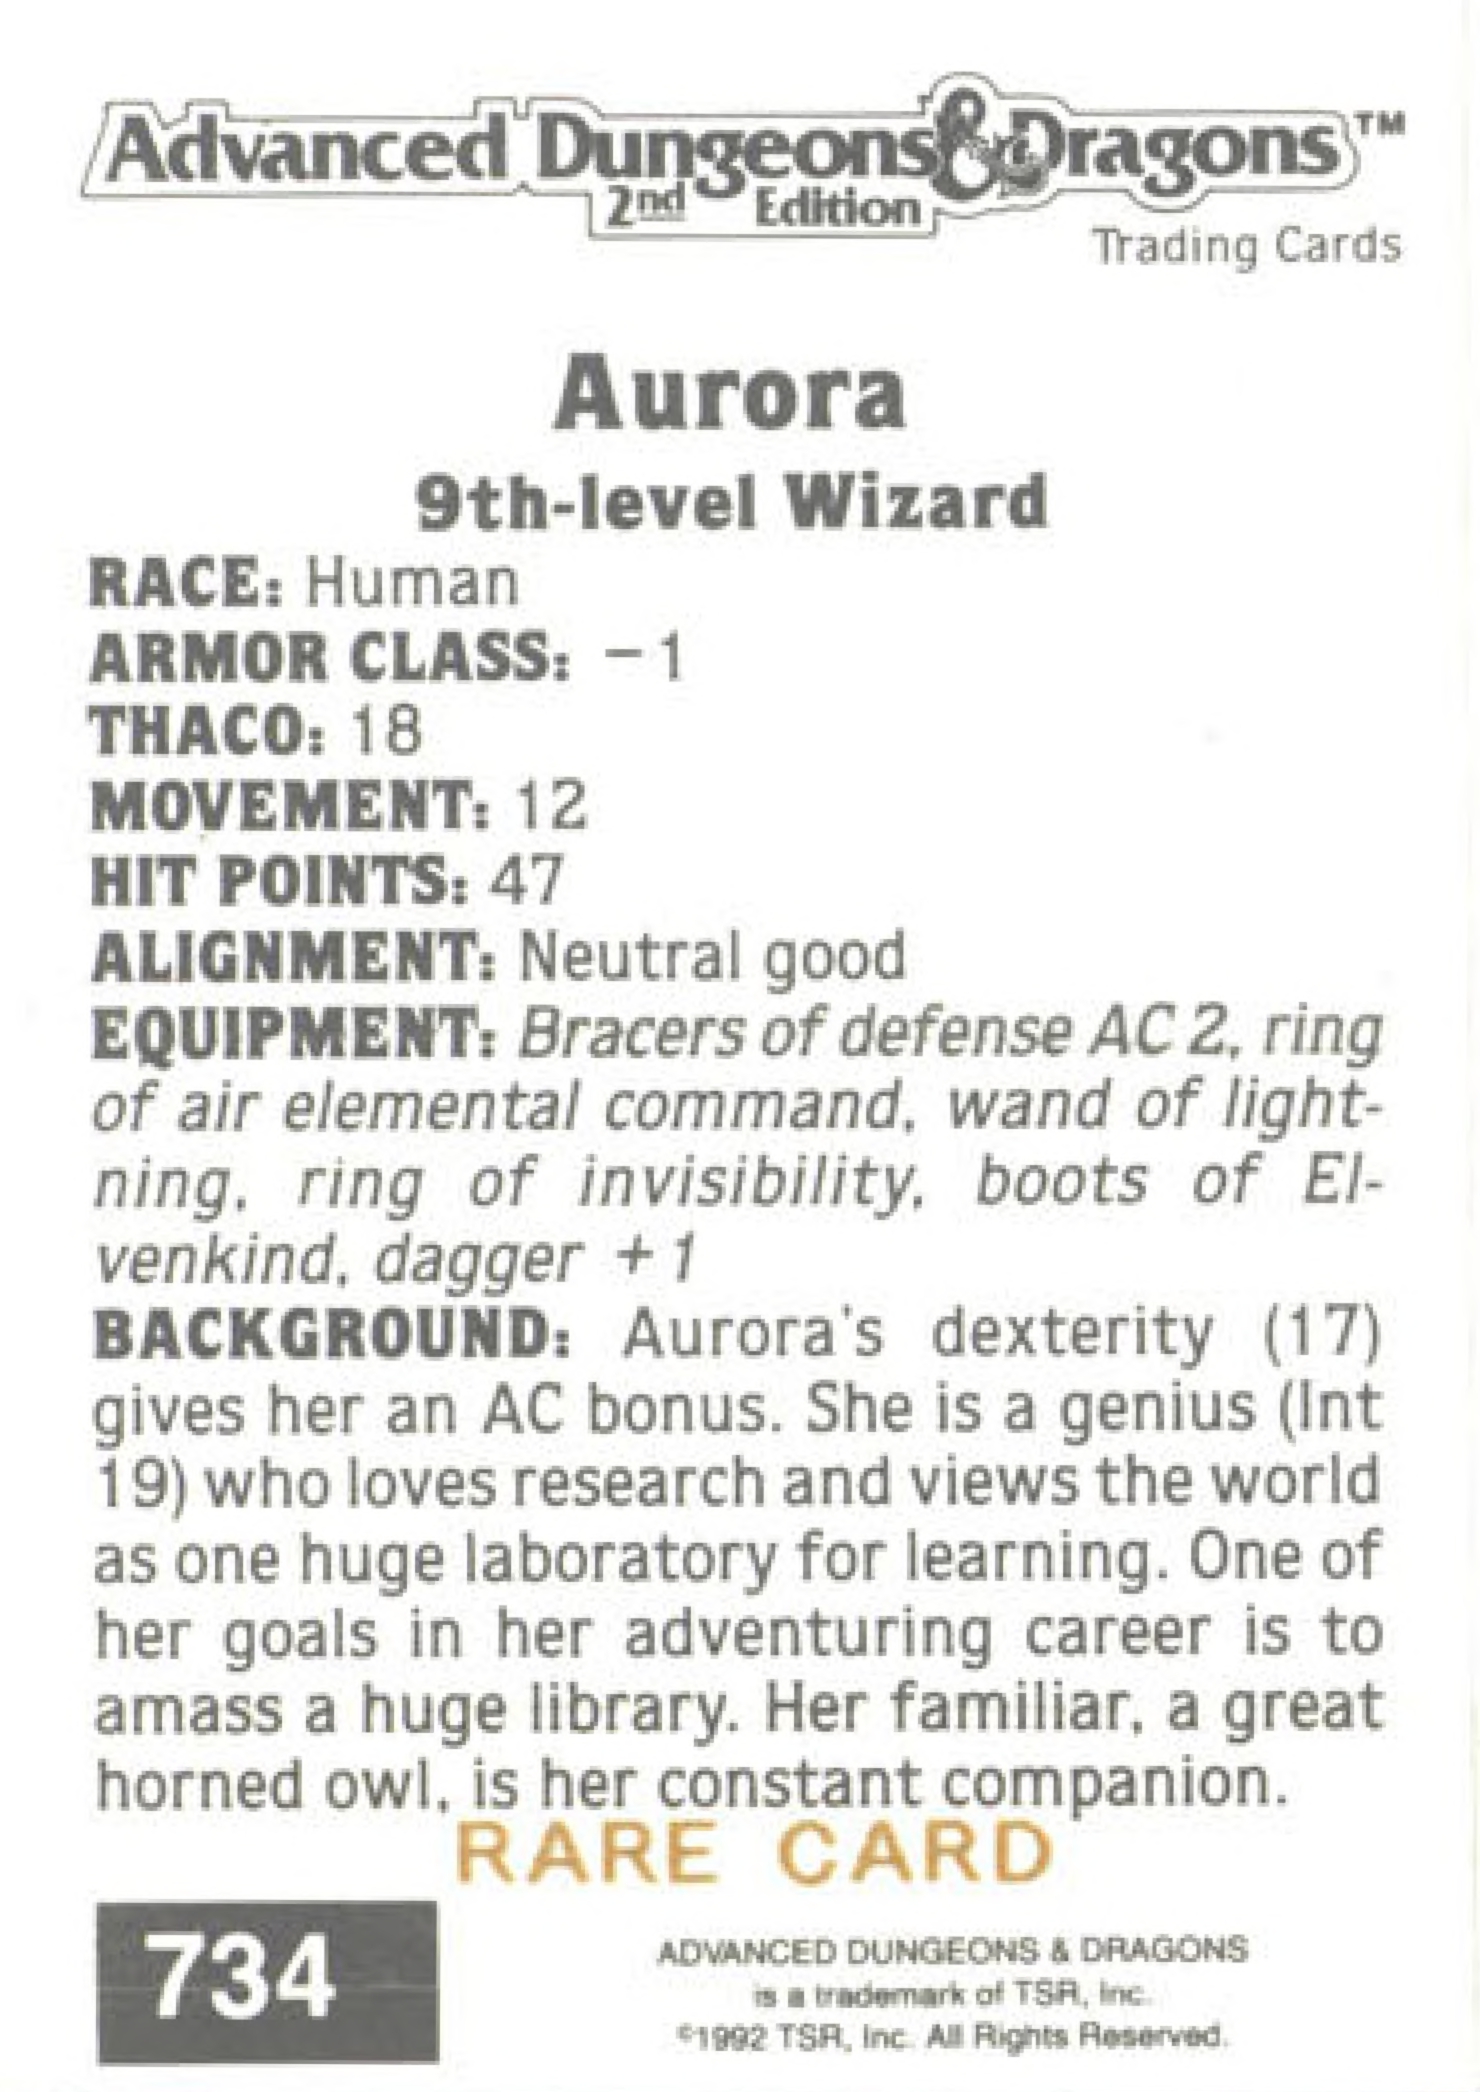 Advanced Dungeons & Dragons™
2nd Edition
Trading Cards
Aurora
9th-level Wizard
RACE: Human
ARMOR CLASS: −1
THACO: 18
MOVEMENT: 12
HIT POINTS: 47
ALIGNMENT: Neutral good
EQUIPMENT: Bracers of defense AC 2, ring
of air elemental command, wand of light-
ning, ring of invisibility, boots of El-
venkind, dagger +1
BACKGROUND: Aurora's dexterity (17)
gives her an AC bonus. She is a genius (Int
19) who loves research and views the world
as one huge laboratory for learning. One of
her goals in her adventuring career is to
amass a huge library. Her familiar, a great
horned owl, is her constant companion.
RARE CARD
734
ADVANCED DUNGEONS & DRAGONS
is a trademark of TSR, Inc.
©1992 TSR, Inc. All Rights Reserved.